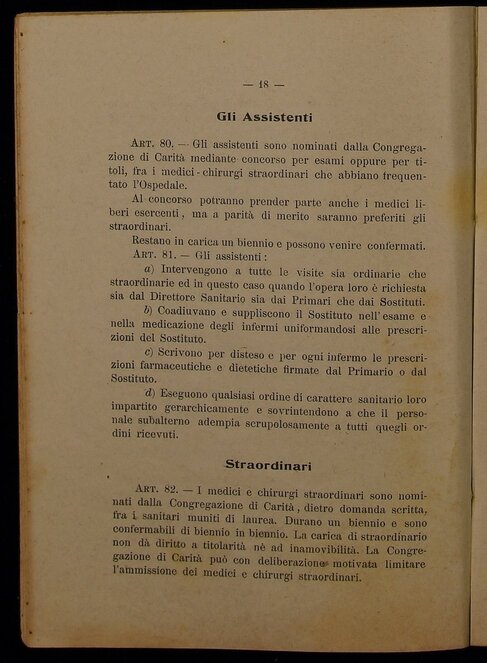 — 18 —
Gli Assistenti
ART. 80. — Gli assistenti sono nominati dalla Congrega-
zione di Carità mediante concorso per esami oppure per ti-
toli, fra i medici-chirurgi straordinari che abbiano frequen-
tato l'Ospedale.
Al concorso potranno prender parte anche i medici li-
beri esercenti, ma a parità di merito saranno preferiti gli
straordinari.
Restano in carica un biennio e possono venire confermati.
ART. 81. — Gli assistenti :
a) Intervengono a tutte le visite sia ordinarie che
straordinarie ed in questo caso quando l'opera loro è richiesta
sia dal Direttore Sanitario sia dai Primari che dai Sostituti.
b) Coadiuvano e suppliscono il Sostituto nell'esame e
nella medicazione degli infermi uniformandosi alle prescri-
zioni del Sostituto.
c) Scrivono per disteso e per ogni infermo le prescri-
zioni farmaceutiche e dietetiche firmate dal Primario o dal
Sostituto.
d) Eseguono qualsiasi ordine di carattere sanitario loro
impartito gerarchicamente e sovrintendono a che il perso-
nale subalterno adempia scrupolosamente a tutti quegli or-
dini ricevuti.
Straordinari
ART. 82. — I medici e chirurgi straordinari sono nomi-
nati dalla Congregazione di Carità, dietro domanda scritta,
fra i sanitari muniti di laurea. Durano un biennio e sono
confermabili di biennio in biennio. La carica di straordinario
non dà diritto a titolarità nè ad inamovibilità. La Congre-
gazione di Carità può con deliberazione motivata limitare
l'ammissione dei medici e chirurgi straordinari.